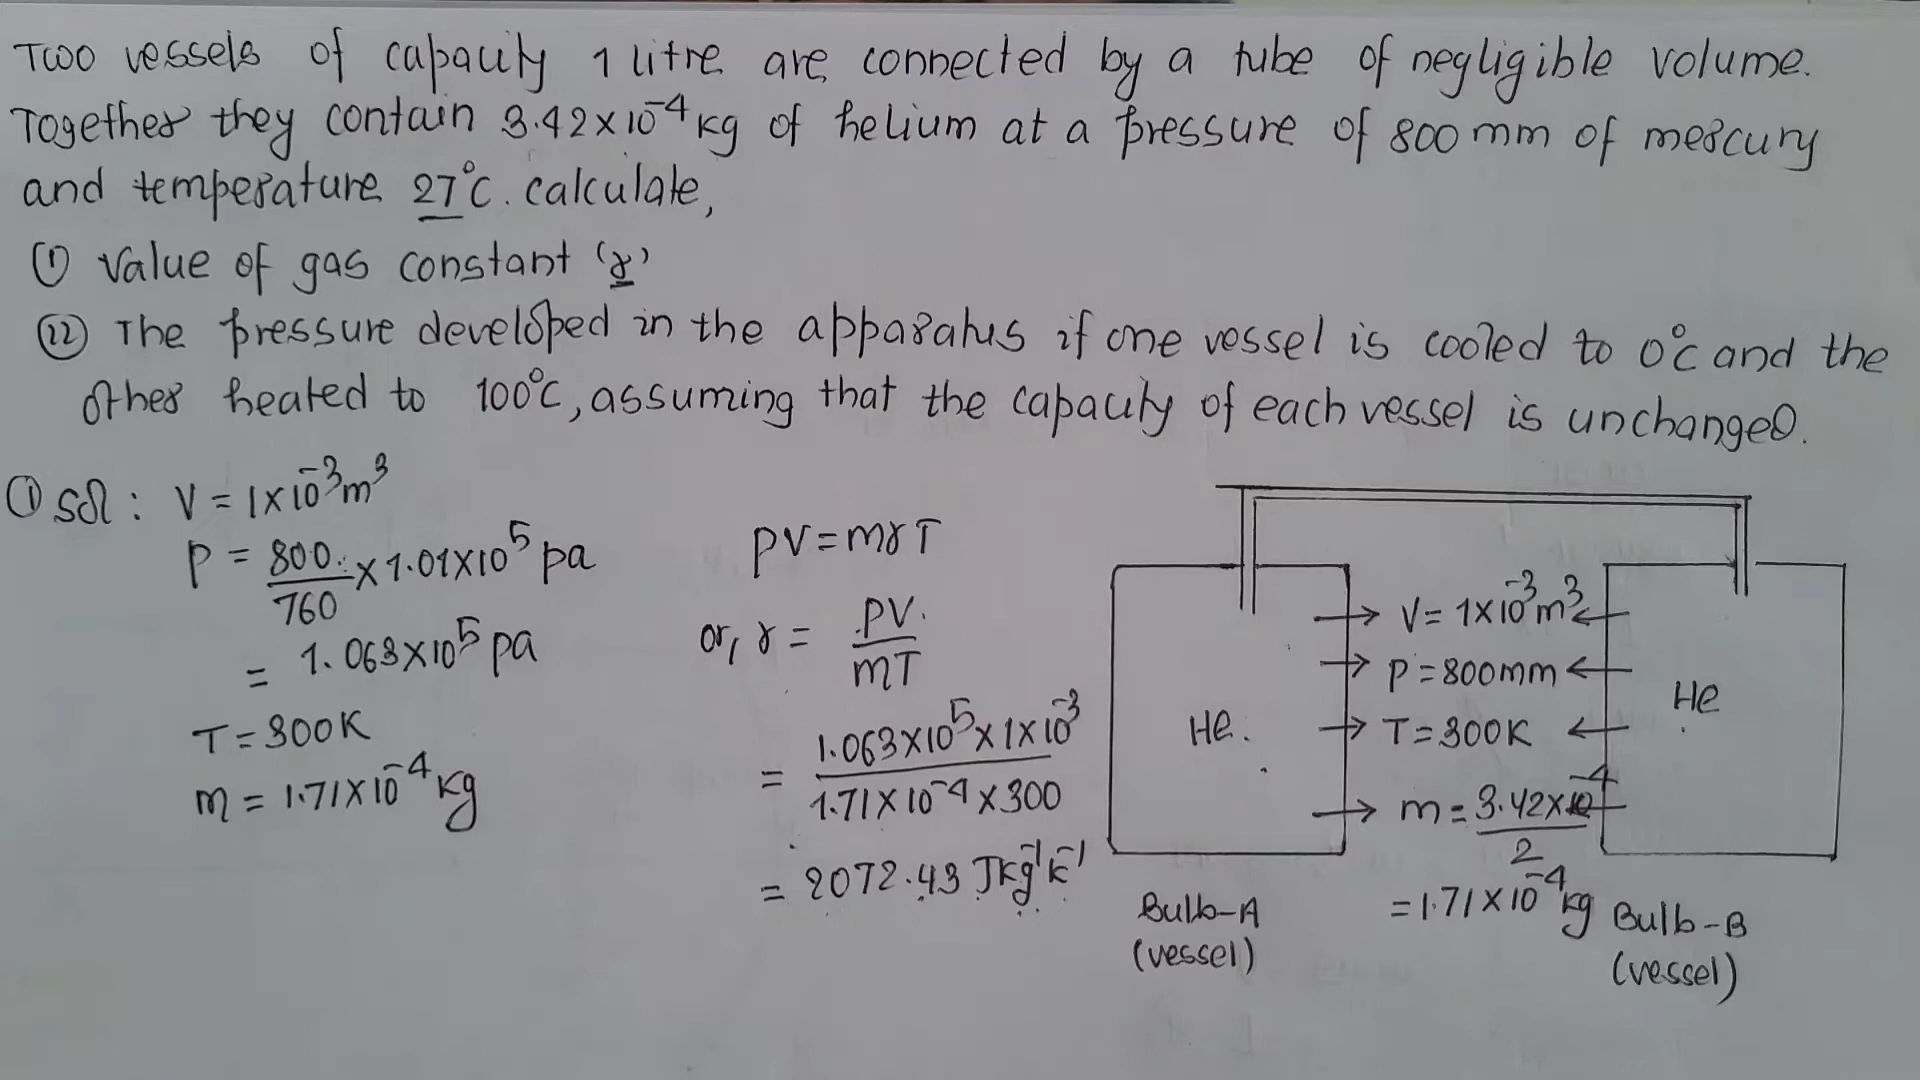 Two vessels of capacity 1 litre are connected by a tube of negligible volume.
Together they contain 3.42×10⁻⁴ kg of helium at a pressure of 800 mm of mercury
and temperature 27°C. calculate,
① Value of gas constant ‘r’
⑪ The pressure developed in the apparatus if one vessel is cooled to 0°C and the
other heated to 100°C, assuming that the capacity of each vessel is unchanged.
① Sol: V = 1×10⁻³m³
P = 800/760 × 1.01×10⁵ pa
= 1.063×10⁵ pa
T = 300K
m = 1.71×10⁻⁴ kg
PV = mrT
or, r = PV/mT
= 1.063×10⁵×1×10⁻³/1.71×10⁻⁴×300
= 2072.43 Jkg⁻¹k⁻¹
He.
V = 1×10⁻³m³
P = 800mm
T = 300K
m = 3.42×10⁻⁴/2
= 1.71×10⁻⁴kg
He
Bulb-A
(vessel)
Bulb-B
(vessel)